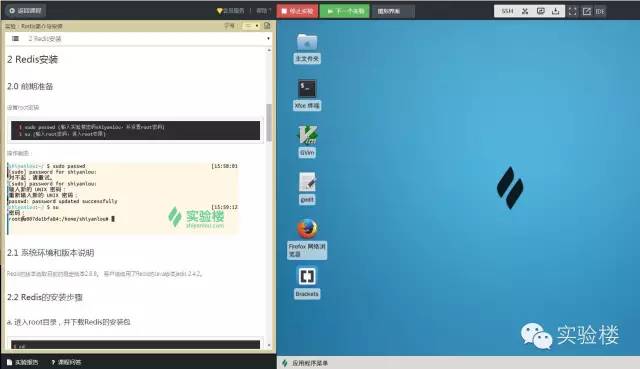 返回课程
会员服务 | 帮助?
停止实验
下一个实验
图形界面
SSH
IDE
实验：Redis简介与安装
字号：
2 Redis安装
2 Redis安装
2.0 前期准备
设置root密码
1 sudo passwd (输入实验楼密码shiyanlou，并设置root密码)
2 su (输入root密码，进入root权限)
操作截图：
shiyanlou:~/ $ sudo passwd [15:58:01]
[sudo] password for shiyanlou:
对不起，请重试。
[sudo] password for shiyanlou:
输入新的 UNIX 密码：
重新输入新的 UNIX 密码：
passwd: password updated successfully
shiyanlou:~/ $ su [15:59:12]
密码：
实验楼
shiyanlou.com
2.1 系统环境和版本说明
Redis的版本选取目前的稳定版本2.8.9。 客户端选用了Redis的Java版本jedis 2.4.2。
2.2 Redis的安装步骤
a. 进入root目录，并下载Redis的安装包
1 cd
实验报告
? 课程问答
主文件夹
Xfce 终端
GVim
gedit
Firefox 网络浏
览器
Brackets
应用程序菜单
实验楼